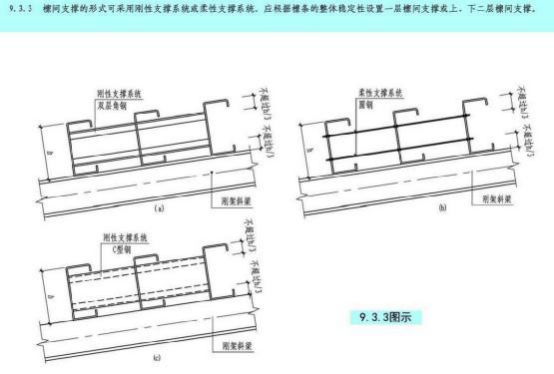 9.3.3 檩间支撑的形式可采用刚性支撑系统或柔性支撑系统。应根据檩条的整体稳定性设置一层檩间支撑或上、下二层檩间支撑。
刚性支撑系统
双层角钢
不超过h/3
不超过h/3
h
刚架斜梁
(a)
柔性支撑系统
圆钢
不超过h/3
不超过h/3
h
刚架斜梁
(b)
刚性支撑系统
C型钢
不超过h/3
不超过h/3
h
刚架斜梁
(c)
9.3.3图示